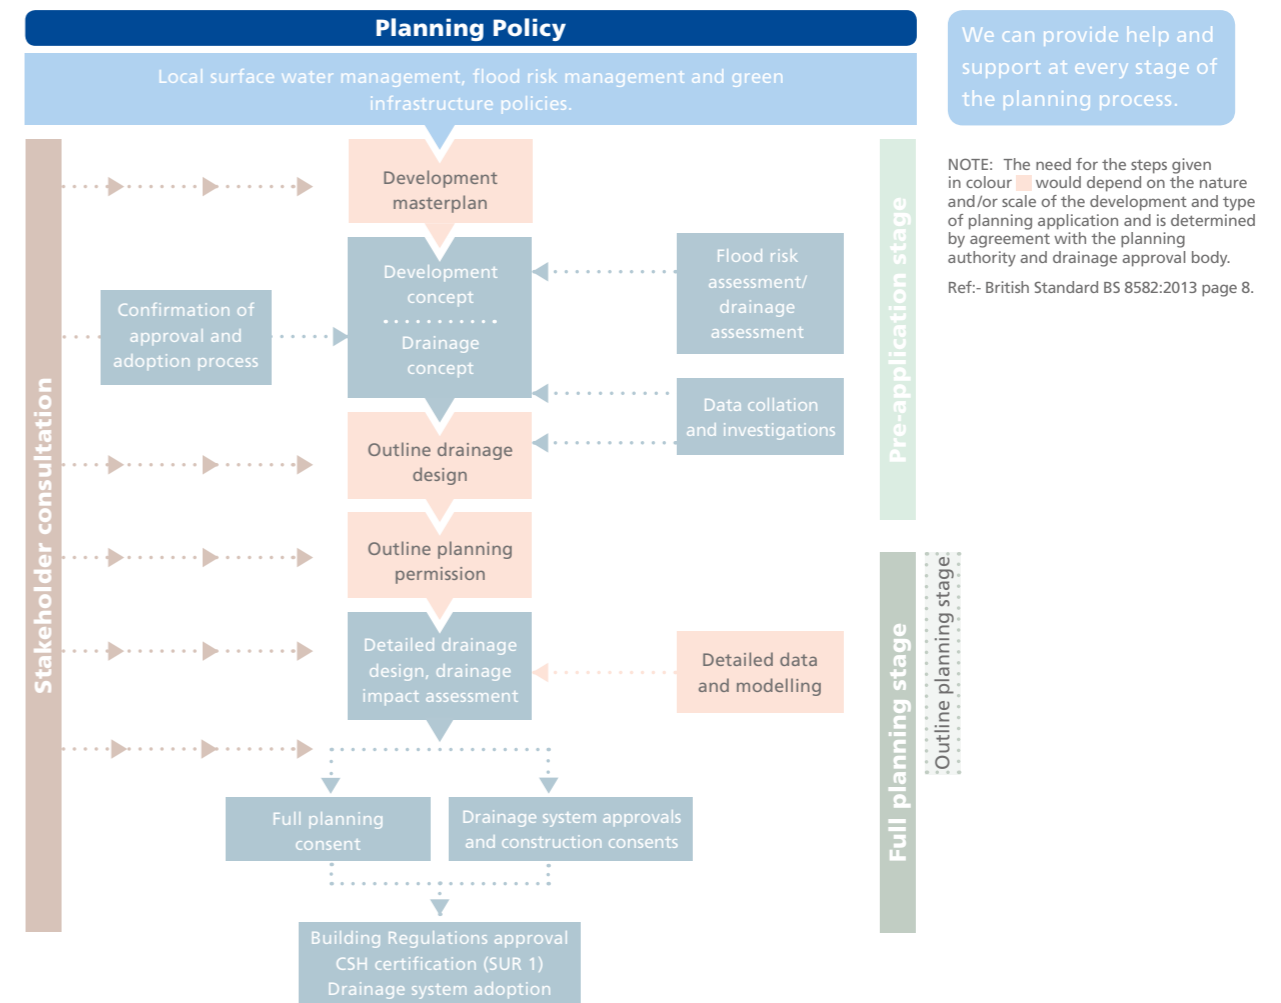 Planning Policy
Local surface water management, flood risk management and green
infrastructure policies.
We can provide help and
support at every stage of
the planning process.
NOTE: The need for the steps given
in colour would depend on the nature
and/or scale of the development and type
of planning application and is determined
by agreement with the planning
authority and drainage approval body.
Ref:- British Standard BS 8582:2013 page 8.
Stakeholder consultation
Development
masterplan
Development
concept
Drainage
concept
Confirmation of
approval and
adoption process
Flood risk
assessment/
drainage
assessment
Data collation
and investigations
Pre-application stage
Outline drainage
design
Outline planning
permission
Detailed drainage
design, drainage
impact assessment
Detailed data
and modelling
Full planning stage
Outline planning stage
Full planning
consent
Drainage system approvals
and construction consents
Building Regulations approval
CSH certification (SUR 1)
Drainage system adoption